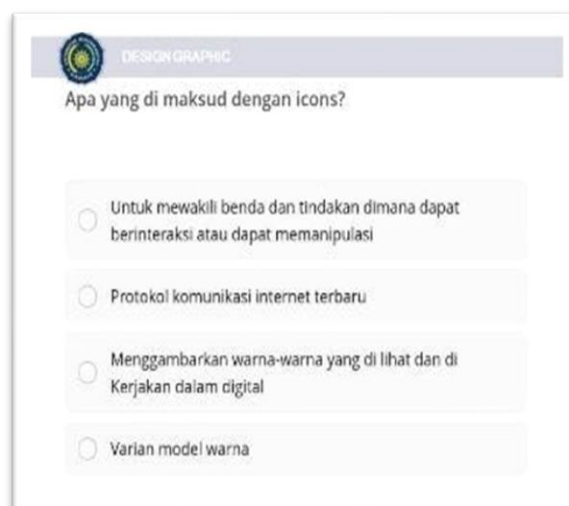 DESIGN GRAPHIC
Apa yang di maksud dengan icons?
Untuk mewakili benda dan tindakan dimana dapat
berinteraksi atau dapat memanipulasi
Protokol komunikasi internet terbaru
Menggambarkan warna-warna yang di lihat dan di
Kerjakan dalam digital
Varian model warna